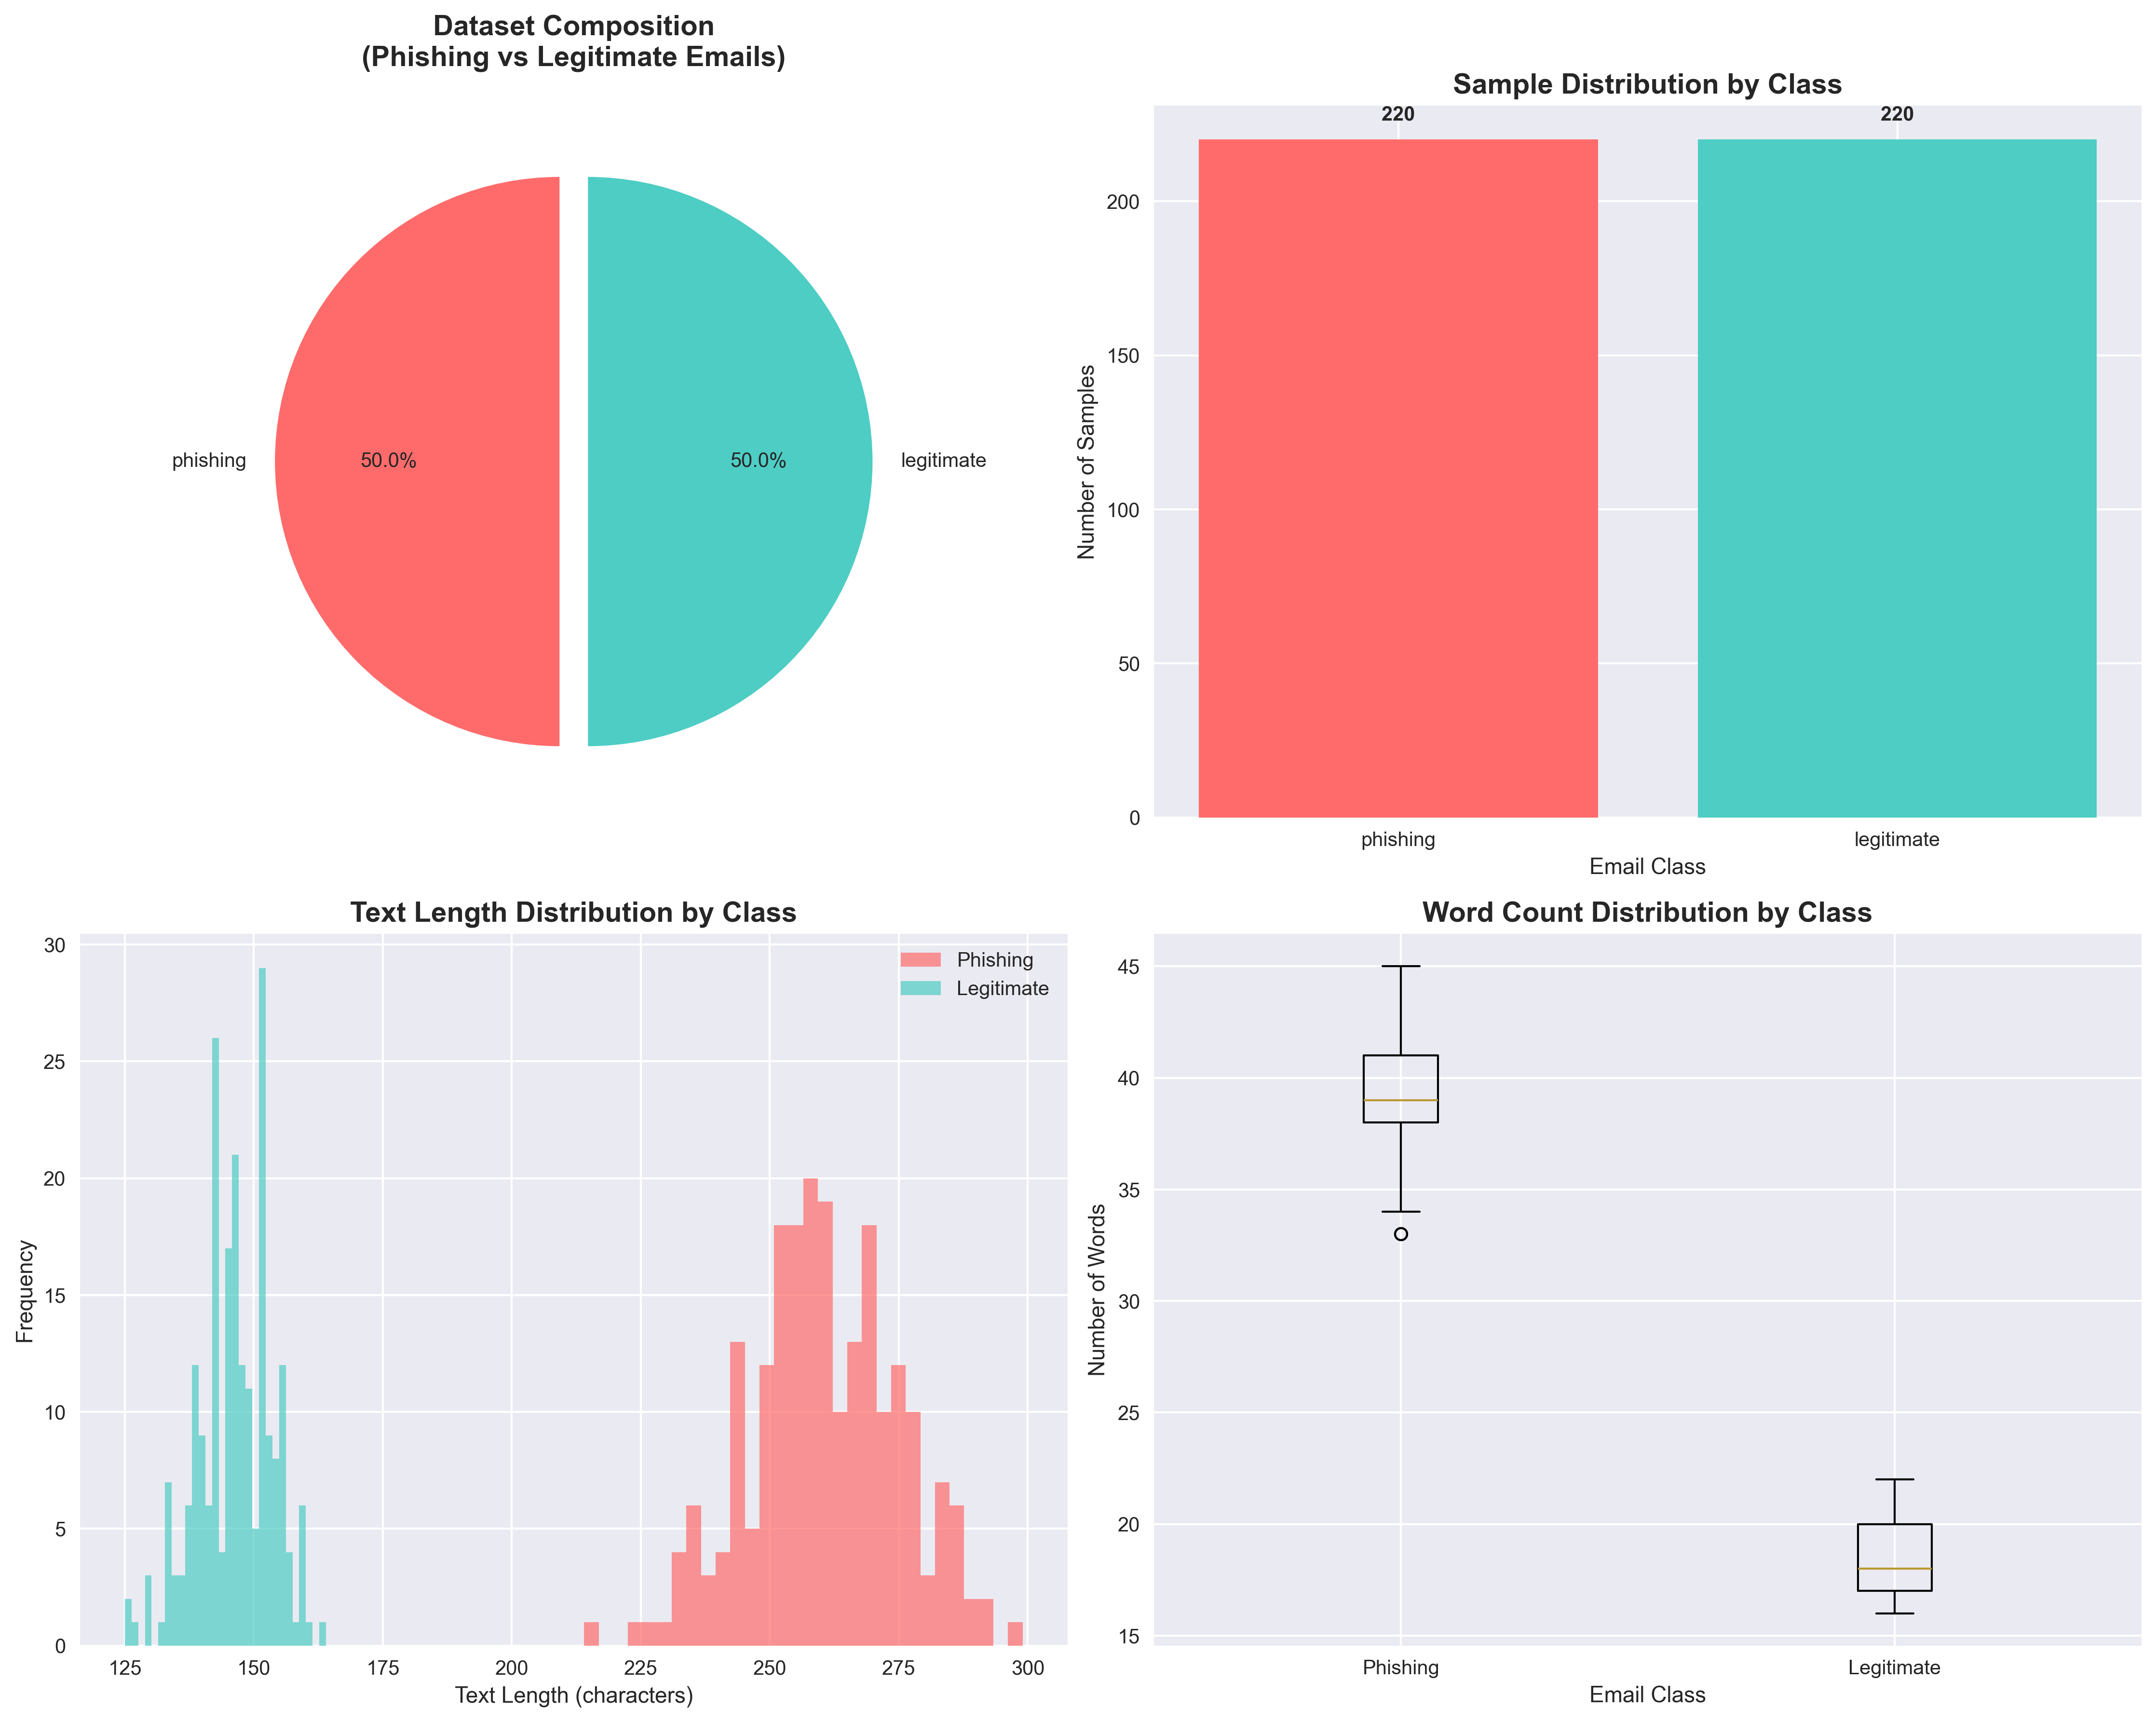 Dataset Composition
(Phishing vs Legitimate Emails)
phishing
50.0%
50.0%
legitimate
Sample Distribution by Class
220
220
Number of Samples
200
150
100
50
0
phishing
legitimate
Email Class
Text Length Distribution by Class
Phishing
Legitimate
Frequency
30
25
20
15
10
5
0
125
150
175
200
225
250
275
300
Text Length (characters)
Word Count Distribution by Class
Number of Words
45
40
35
30
25
20
15
Phishing
Legitimate
Email Class